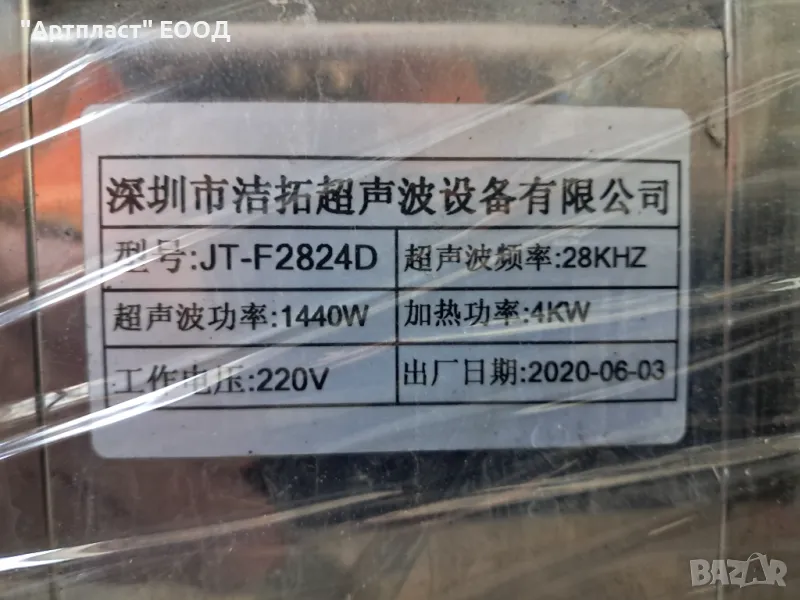 "Артпласт" ЕООД
深圳市洁拓超声波设备有限公司
型号:JT-F2824D 超声波频率:28KHZ
超声波功率:1440W 加热功率:4KW
工作电压:220V 出厂日期:2020-06-03
BAZAR